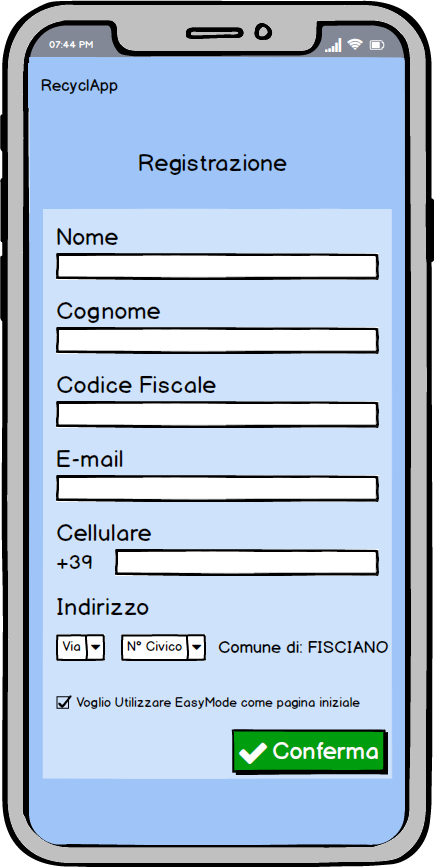 07:44 PM
RecyclApp
Registrazione
Nome
Cognome
Codice Fiscale
E-mail
Cellulare
+39
Indirizzo
Via N° Civico Comune di: FISCIANO
Voglio Utilizzare EasyMode come pagina iniziale
Conferma